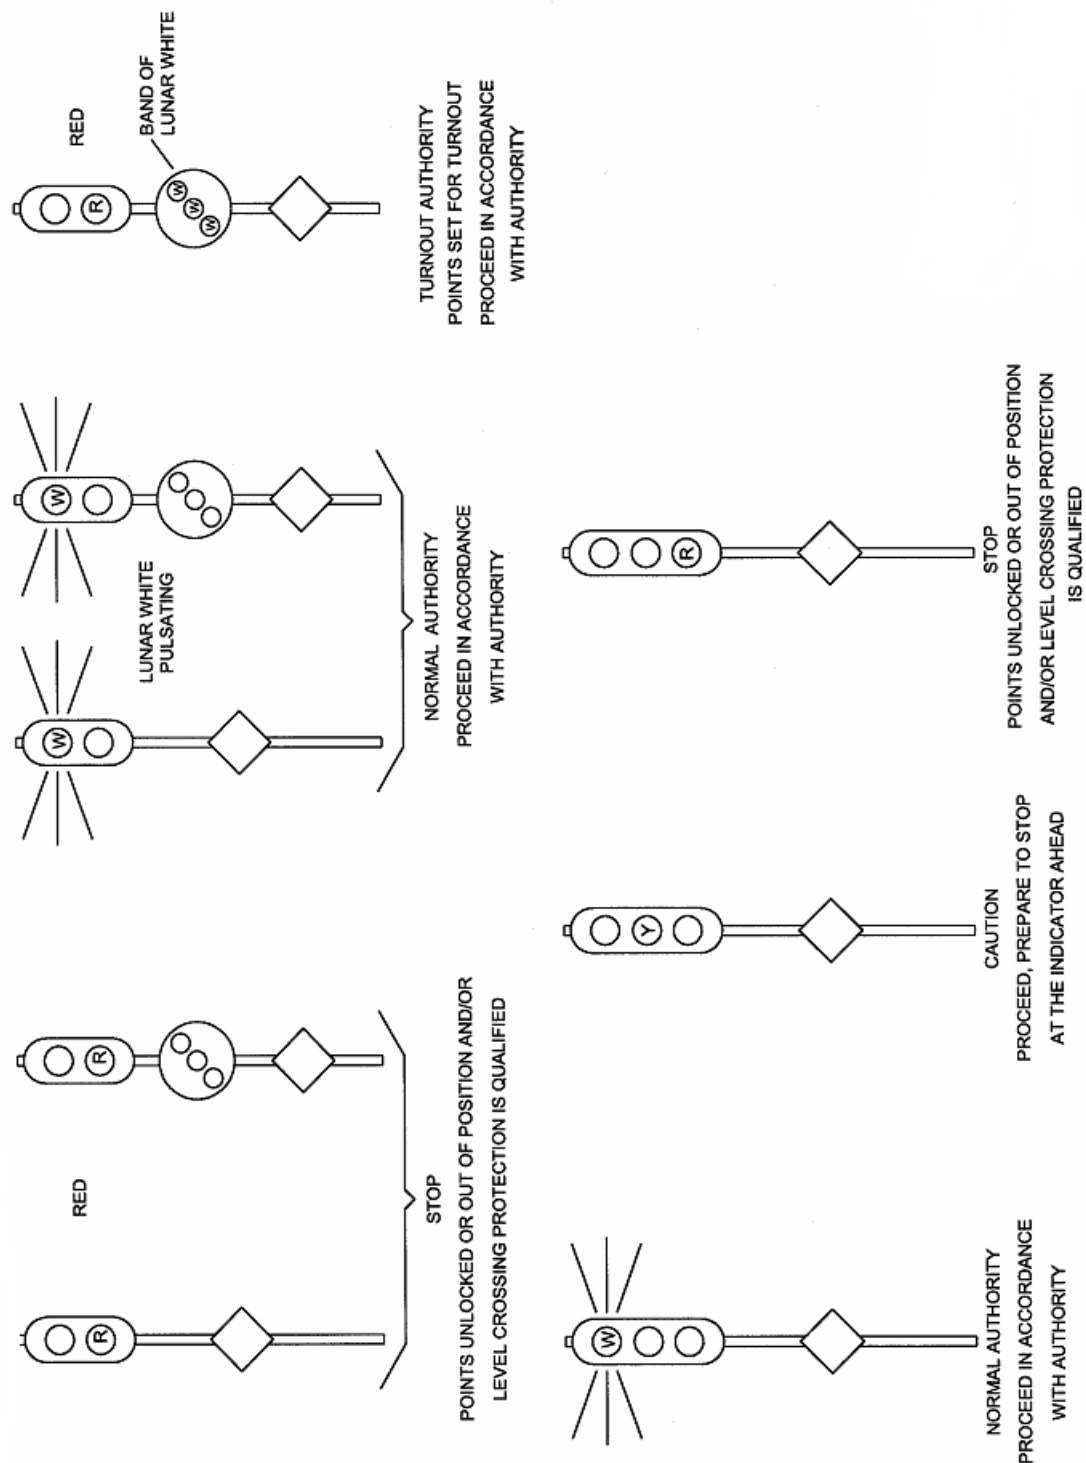 RED
R
R
STOP
POINTS UNLOCKED OR OUT OF POSITION AND/OR
LEVEL CROSSING PROTECTION IS QUALIFIED
W
W
LUNAR WHITE
PULSATING
NORMAL AUTHORITY
PROCEED IN ACCORDANCE
WITH AUTHORITY
RED
R
BAND OF
LUNAR WHITE
W
W
W
TURNOUT AUTHORITY
POINTS SET FOR TURNOUT
PROCEED IN ACCORDANCE
WITH AUTHORITY
W
NORMAL AUTHORITY
PROCEED IN ACCORDANCE
WITH AUTHORITY
Y
CAUTION
PROCEED, PREPARE TO STOP
AT THE INDICATOR AHEAD
R
STOP
POINTS UNLOCKED OR OUT OF POSITION
AND/OR LEVEL CROSSING PROTECTION
IS QUALIFIED